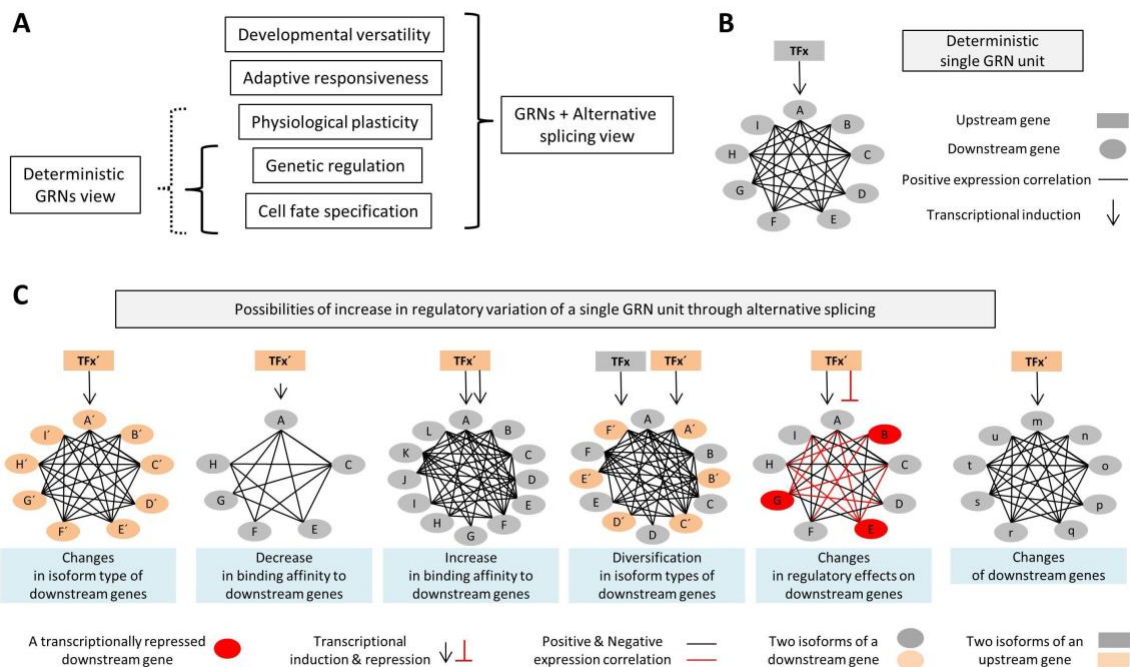 A
Developmental versatility
Adaptive responsiveness
Physiological plasticity
Genetic regulation
Cell fate specification
Deterministic
GRNs view
GRNs + Alternative
splicing view
B
TFx
A
B
C
D
E
F
G
H
I
Deterministic
single GRN unit
Upstream gene
Downstream gene
Positive expression correlation
Transcriptional induction
C
Possibilities of increase in regulatory variation of a single GRN unit through alternative splicing
TFx´
A´
B´
C´
D´
E´
F´
G´
H´
I´
Changes
in isoform type of
downstream genes
TFx´
A
C
E
F
G
H
Decrease
in binding affinity to
downstream genes
TFx´
A
B
C
D
E
F
G
H
I
J
K
L
Increase
in binding affinity to
downstream genes
TFx
TFx´
A
A´
B
B´
C
C´
D
D´
E
E´
F
F´
Diversification
in isoform types of
downstream genes
TFx´
A
B
C
D
E
F
G
H
I
Changes
in regulatory effects on
downstream genes
TFx´
m
n
o
p
q
r
s
t
u
Changes
of downstream genes
A transcriptionally repressed
downstream gene
Transcriptional
induction & repression
Positive & Negative
expression correlation
Two isoforms of a
downstream gene
Two isoforms of an
upstream gene